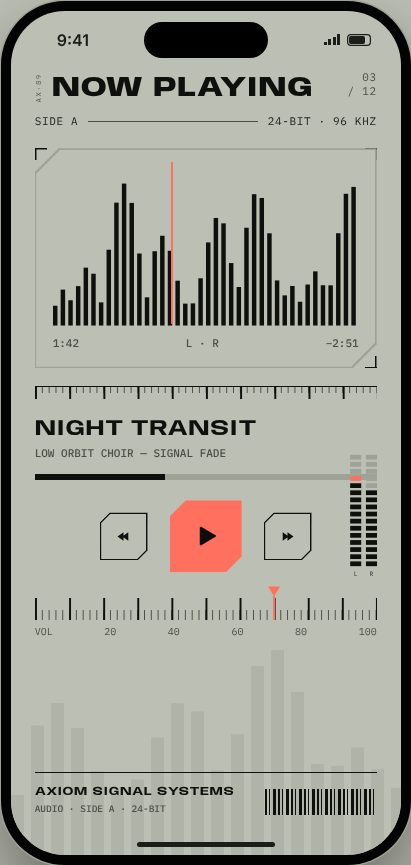 9:41
AX-09
NOW PLAYING
03
/ 12
SIDE A
24-BIT · 96 KHZ
1:42
L · R
−2:51
NIGHT TRANSIT
LOW ORBIT CHOIR — SIGNAL FADE
L R
VOL 20 40 60 80 100
AXIOM SIGNAL SYSTEMS
AUDIO · SIDE A · 24-BIT